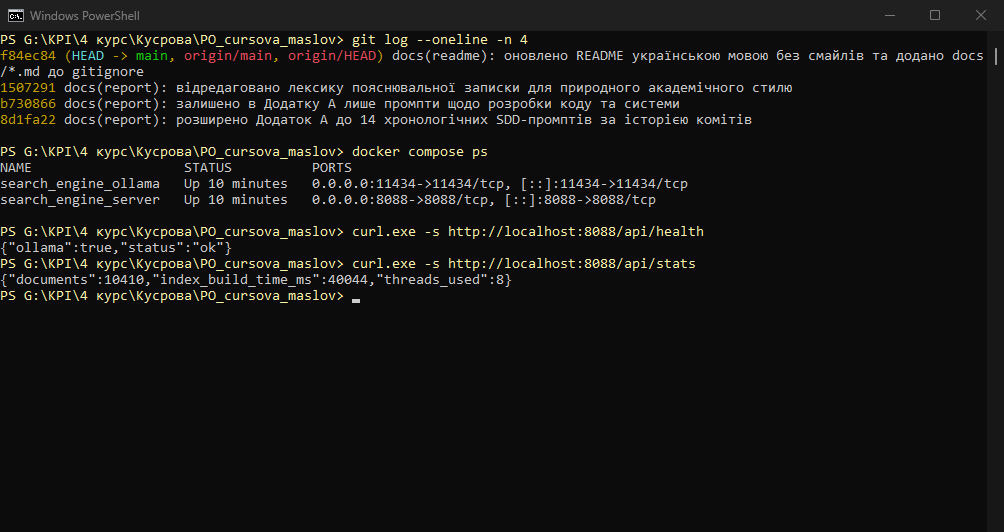 Windows PowerShell
PS G:\KPI\4 курс\Кусрова\PO_cursova_maslov> git log --oneline -n 4
f84ec84 (HEAD -> main, origin/main, origin/HEAD) docs(readme): оновлено README українською мовою без смайлів та додано docs
/*.md до gitignore
1507291 docs(report): відредаговано лексику пояснювальної записки для природного академічного стилю
b730866 docs(report): залишено в Додатку А лише промпти щодо розробки коду та системи
8d1fa22 docs(report): розширено Додаток А до 14 хронологічних SDD-промптів за історією комітів
PS G:\KPI\4 курс\Кусрова\PO_cursova_maslov> docker compose ps
NAME STATUS PORTS
search_engine_ollama Up 10 minutes 0.0.0.0:11434->11434/tcp, [::]:11434->11434/tcp
search_engine_server Up 10 minutes 0.0.0.0:8088->8088/tcp, [::]:8088->8088/tcp
PS G:\KPI\4 курс\Кусрова\PO_cursova_maslov> curl.exe -s http://localhost:8088/api/health
{"ollama":true,"status":"ok"}
PS G:\KPI\4 курс\Кусрова\PO_cursova_maslov> curl.exe -s http://localhost:8088/api/stats
{"documents":10410,"index_build_time_ms":40044,"threads_used":8}
PS G:\KPI\4 курс\Кусрова\PO_cursova_maslov>